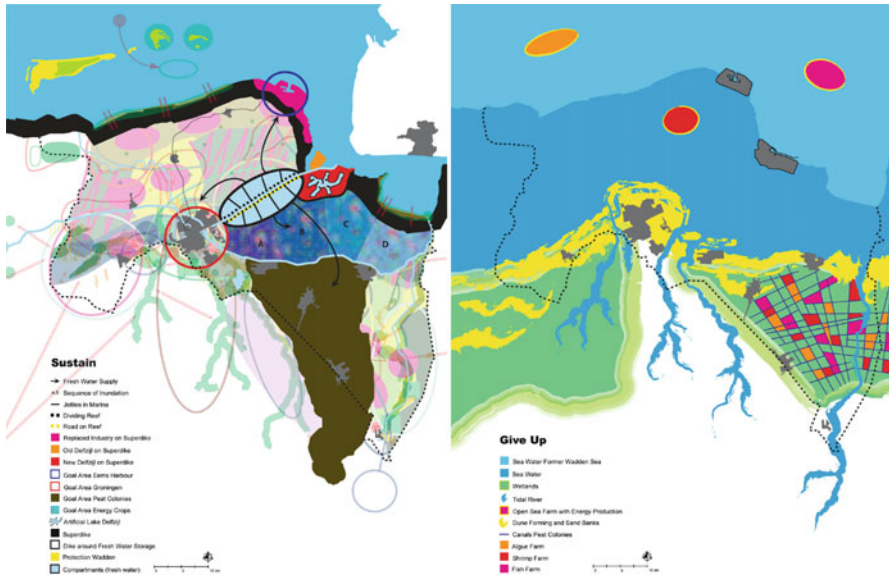 A
B
C
D
Sustain
Fresh Water Supply
Sequence of Inundation
Jetties in Marine
Dividing Reef
Road on Reef
Replaced Industry on Superdike
Old Delfzijl on Superdike
New Delfzijl on Superdike
Goal Area Eems Harbour
Goal Area Groningen
Goal Area Peat Colonies
Goal Area Energy Crops
Artificial Lake Delfzijl
Superdike
Dike around Fresh Water Storage
Protection Wadden
Compartments (fresh water)
Give Up
Sea Water Former Wadden Sea
Sea Water
Wetlands
Tidal River
Open Sea Farm with Energy Production
Dune Forming and Sand Banks
Canals Peat Colonies
Algue Farm
Shrimp Farm
Fish Farm